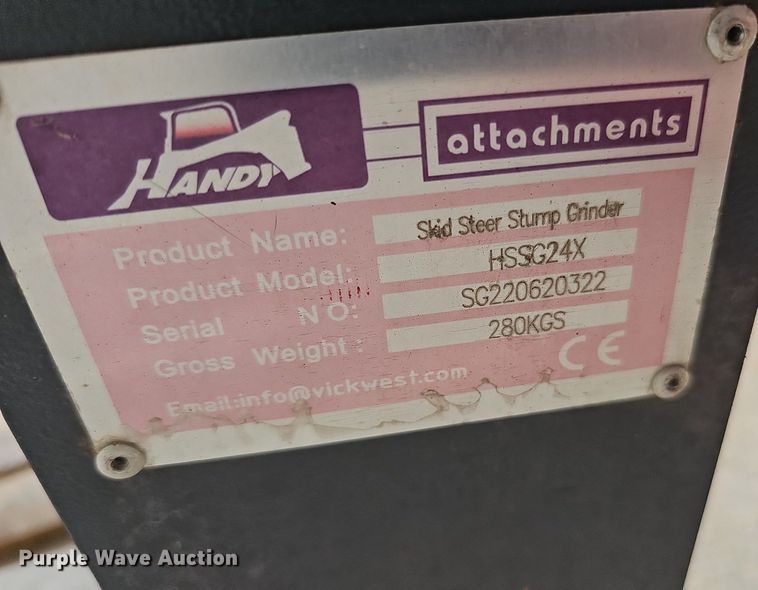 HANDY attachments
Product Name: Skid Steer Stump Grinder
Product Model: HSSG24X
Serial NO: SG220620322
Gross Weight: 280KGS
CE
Email:info@vickwest.com
Purple Wave Auction